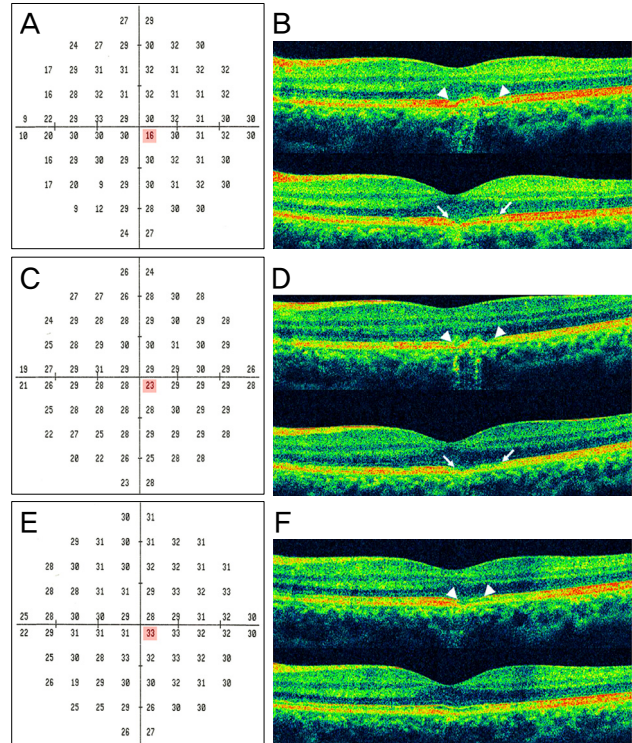 A
27 29
24 27 29 30 32 30
17 29 31 31 32 31 32 32
16 28 32 31 31 32 31 32
9 22 29 33 29 30 32 31 30 30
10 20 30 30 30 16 30 31 32 30
16 29 30 29 30 32 31 30
17 20 9 29 30 31 32 30
9 12 29 28 30 30
24 27
B
C
26 24
27 27 26 28 30 28
24 29 28 28 29 30 29 28
25 28 29 30 30 31 30 29
19 27 29 31 29 29 29 30 29 26
21 26 29 28 28 23 29 29 29 28
25 28 28 28 28 30 29 29
22 27 25 28 29 29 29 28
20 22 26 25 28 28
23 28
D
E
30 31
29 31 30 31 32 31
28 30 31 30 32 32 31 31
28 31 31 29 33 32 33
25 28 30 30 29 28 29 31 32 30
22 29 31 31 31 33 33 32 32 30
25 30 28 33 32 33 33 30
26 19 29 30 30 32 31 30
25 25 29 26 30 30
26 27
F